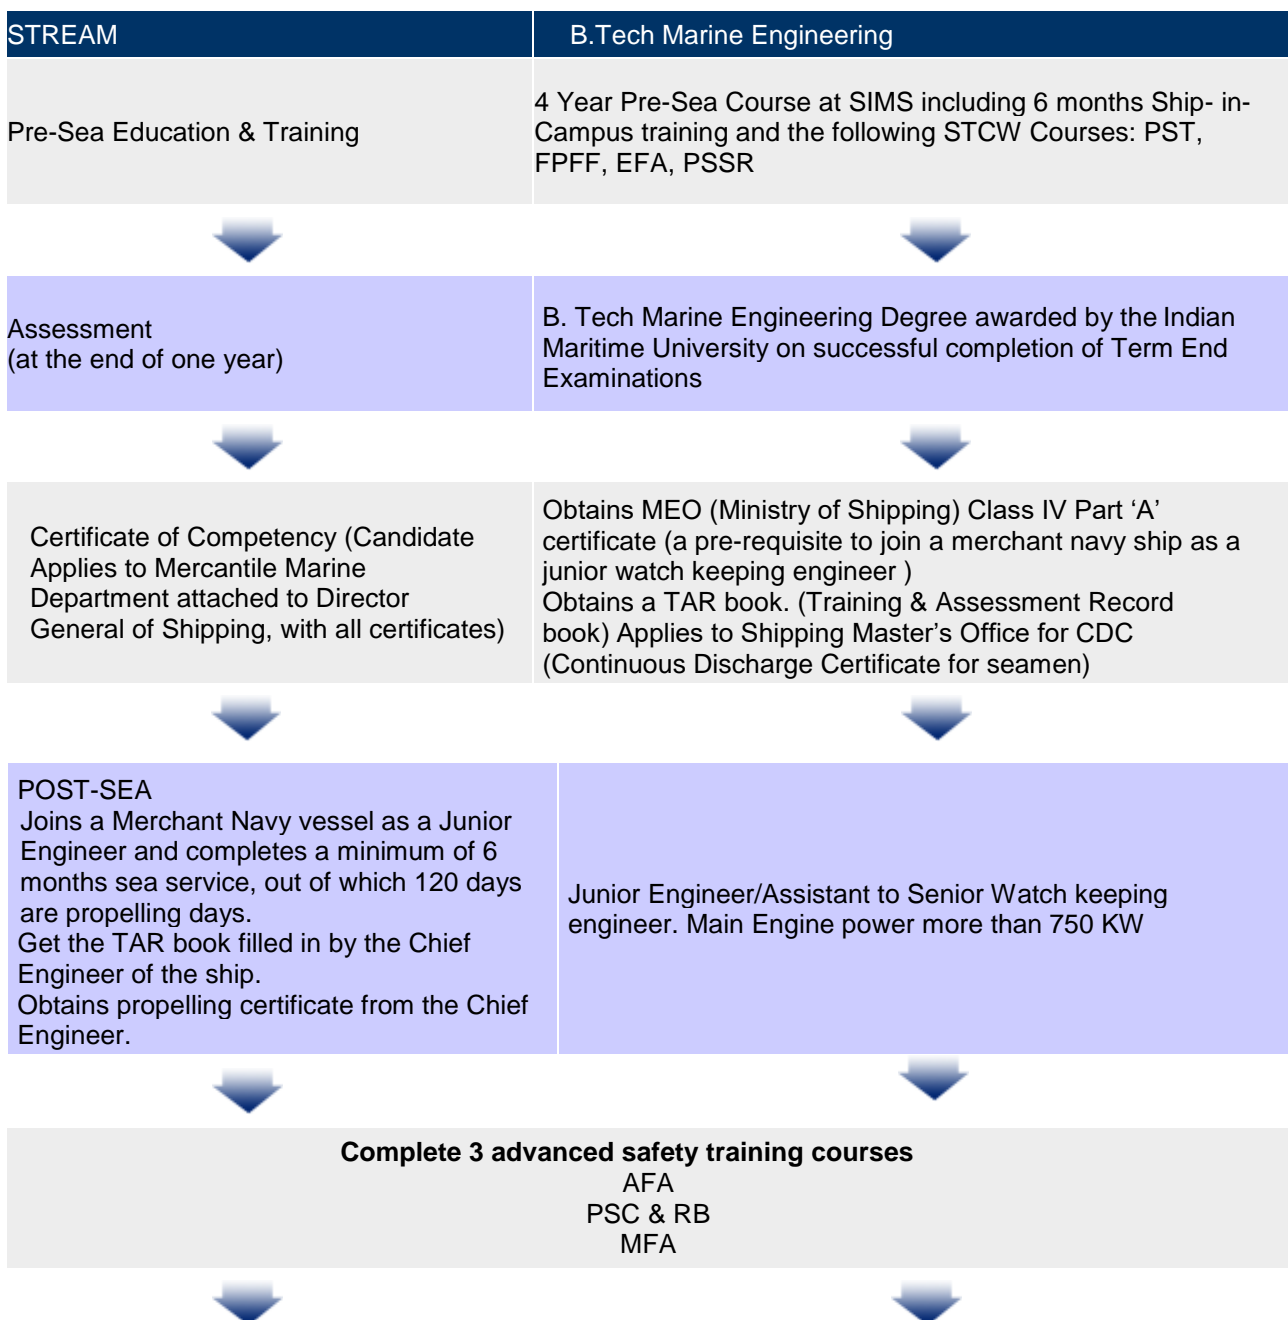 STREAM
B.Tech Marine Engineering
Pre-Sea Education & Training
4 Year Pre-Sea Course at SIMS including 6 months Ship- in-
Campus training and the following STCW Courses: PST,
FPFF, EFA, PSSR
Assessment
(at the end of one year)
B. Tech Marine Engineering Degree awarded by the Indian
Maritime University on successful completion of Term End
Examinations
Certificate of Competency (Candidate
Applies to Mercantile Marine
Department attached to Director
General of Shipping, with all certificates)
Obtains MEO (Ministry of Shipping) Class IV Part ‘A’
certificate (a pre-requisite to join a merchant navy ship as a
junior watch keeping engineer )
Obtains a TAR book. (Training & Assessment Record
book) Applies to Shipping Master’s Office for CDC
(Continuous Discharge Certificate for seamen)
POST-SEA
Joins a Merchant Navy vessel as a Junior
Engineer and completes a minimum of 6
months sea service, out of which 120 days
are propelling days.
Get the TAR book filled in by the Chief
Engineer of the ship.
Obtains propelling certificate from the Chief
Engineer.
Junior Engineer/Assistant to Senior Watch keeping
engineer. Main Engine power more than 750 KW
Complete 3 advanced safety training courses
AFA
PSC & RB
MFA